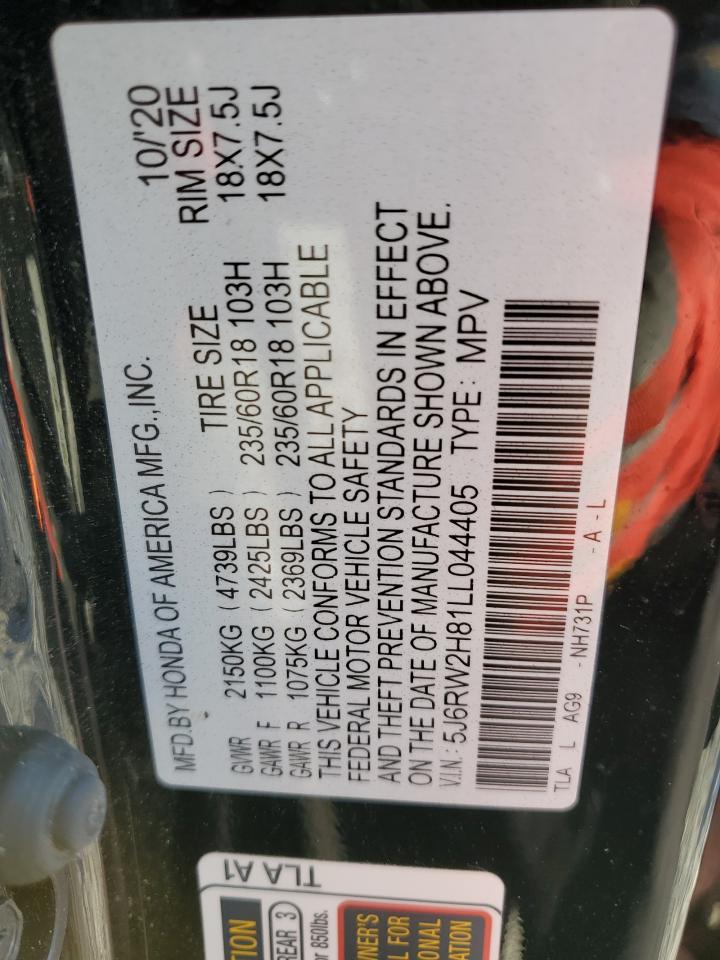 MFD.BY HONDA OF AMERICA MFG.,INC. 10/'20
TIRE SIZE RIM SIZE
GVWR 2150KG ( 4739LBS )
GAWR F 1100KG ( 2425LBS ) 235/60R18 103H 18X7.5J
GAWR R 1075KG ( 2369LBS ) 235/60R18 103H 18X7.5J
THIS VEHICLE CONFORMS TO ALL APPLICABLE
FEDERAL MOTOR VEHICLE SAFETY
AND THEFT PREVENTION STANDARDS IN EFFECT
ON THE DATE OF MANUFACTURE SHOWN ABOVE.
V.I.N.: 5J6RW2H81LL044405 TYPE: MPV
TLA L AG9 - NH731P - A - L
TLA A1
REAR 3
850lbs.